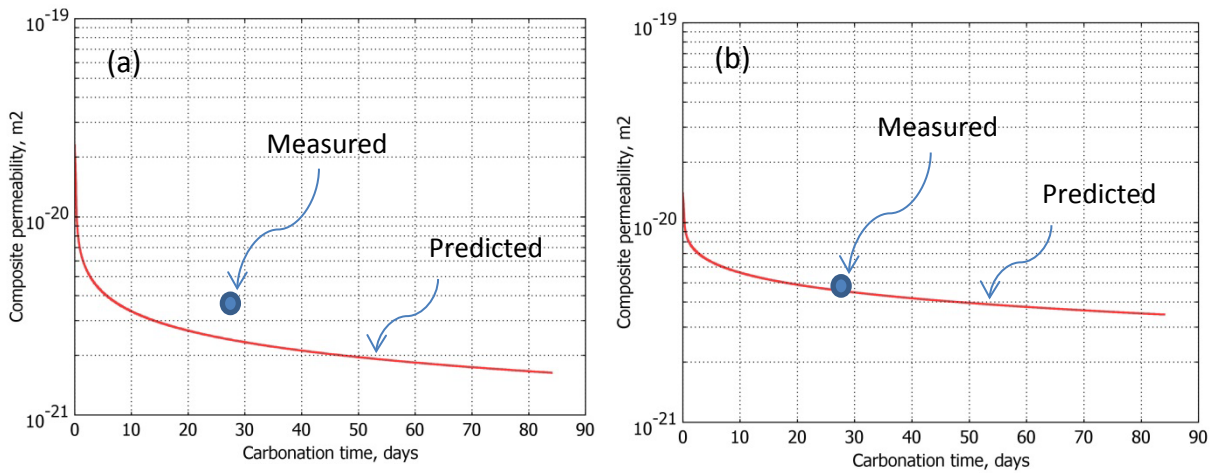 (a)
Measured
Predicted
Composite permeability, m2
10-19
10-20
10-21
0 10 20 30 40 50 60 70 80 90
Carbonation time, days
(b)
Measured
Predicted
Composite permeability, m2
10-19
10-20
10-21
0 10 20 30 40 50 60 70 80 90
Carbonation time, days